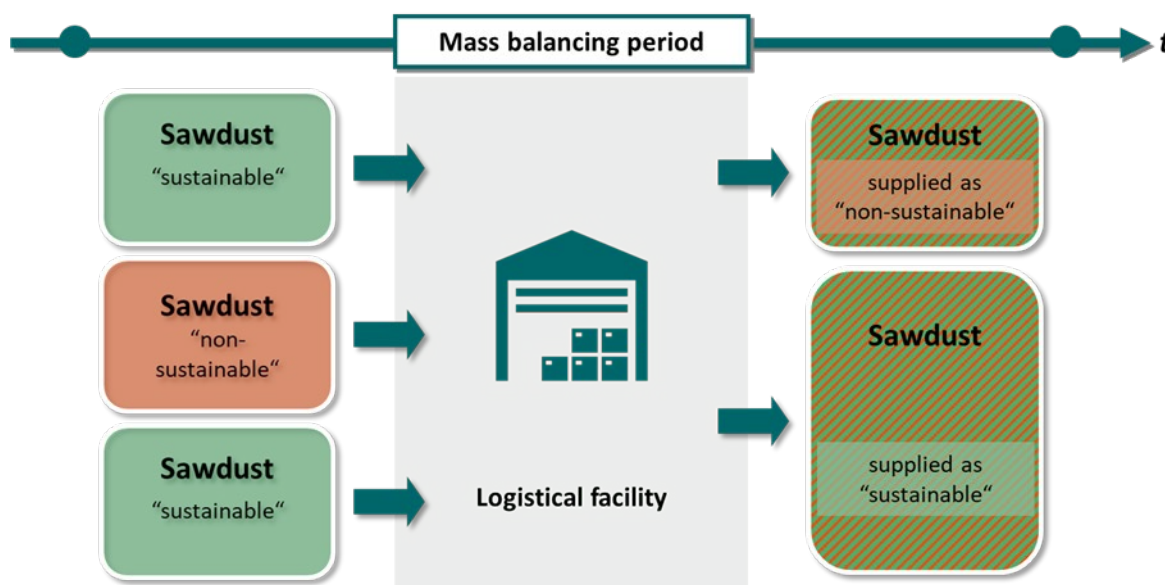 Mass balancing period
t
Sawdust
“sustainable“
Sawdust
“non-
sustainable“
Sawdust
“sustainable“
Logistical facility
Sawdust
supplied as
“non-sustainable“
Sawdust
supplied as
“sustainable“